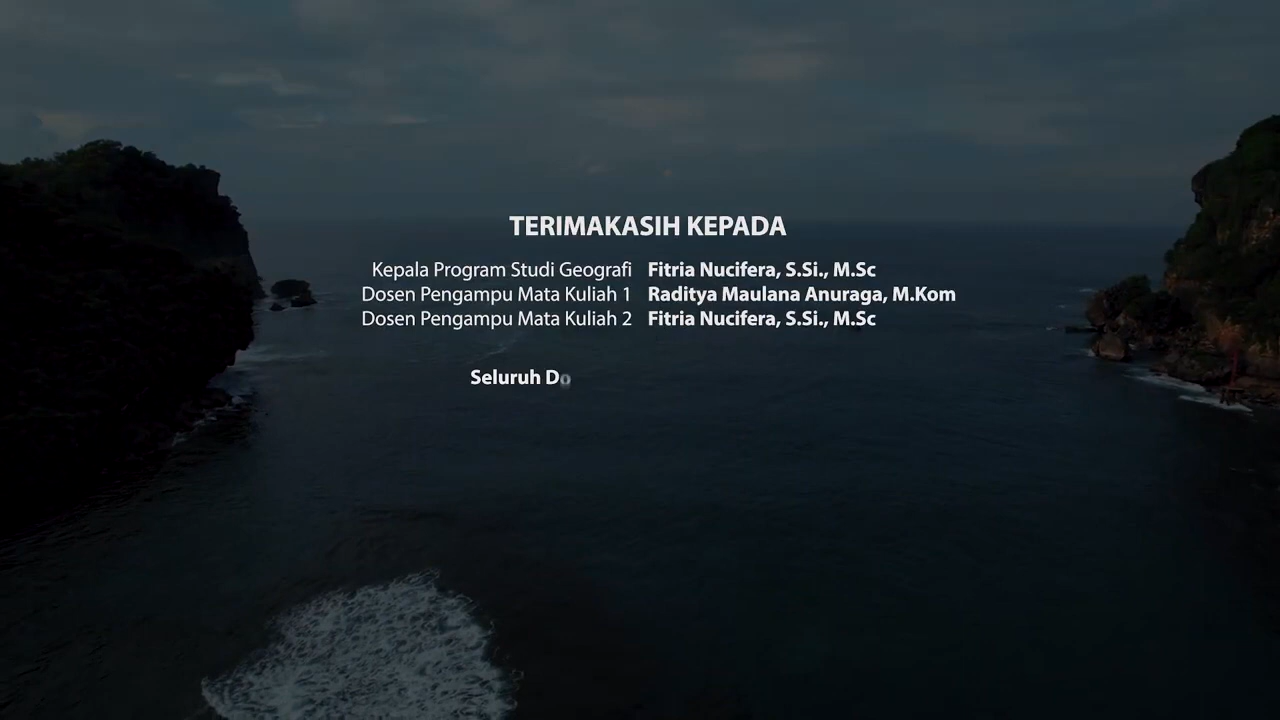 TERIMAKASIH KEPADA
Kepala Program Studi Geografi Fitria Nucifera, S.Si., M.Sc
Dosen Pengampu Mata Kuliah 1 Raditya Maulana Anuraga, M.Kom
Dosen Pengampu Mata Kuliah 2 Fitria Nucifera, S.Si., M.Sc
Seluruh Do